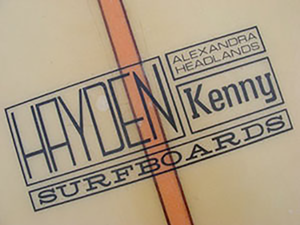 HAYDEN
ALEXANDRA
HEADLANDS
Kenny
SURFBOARDS